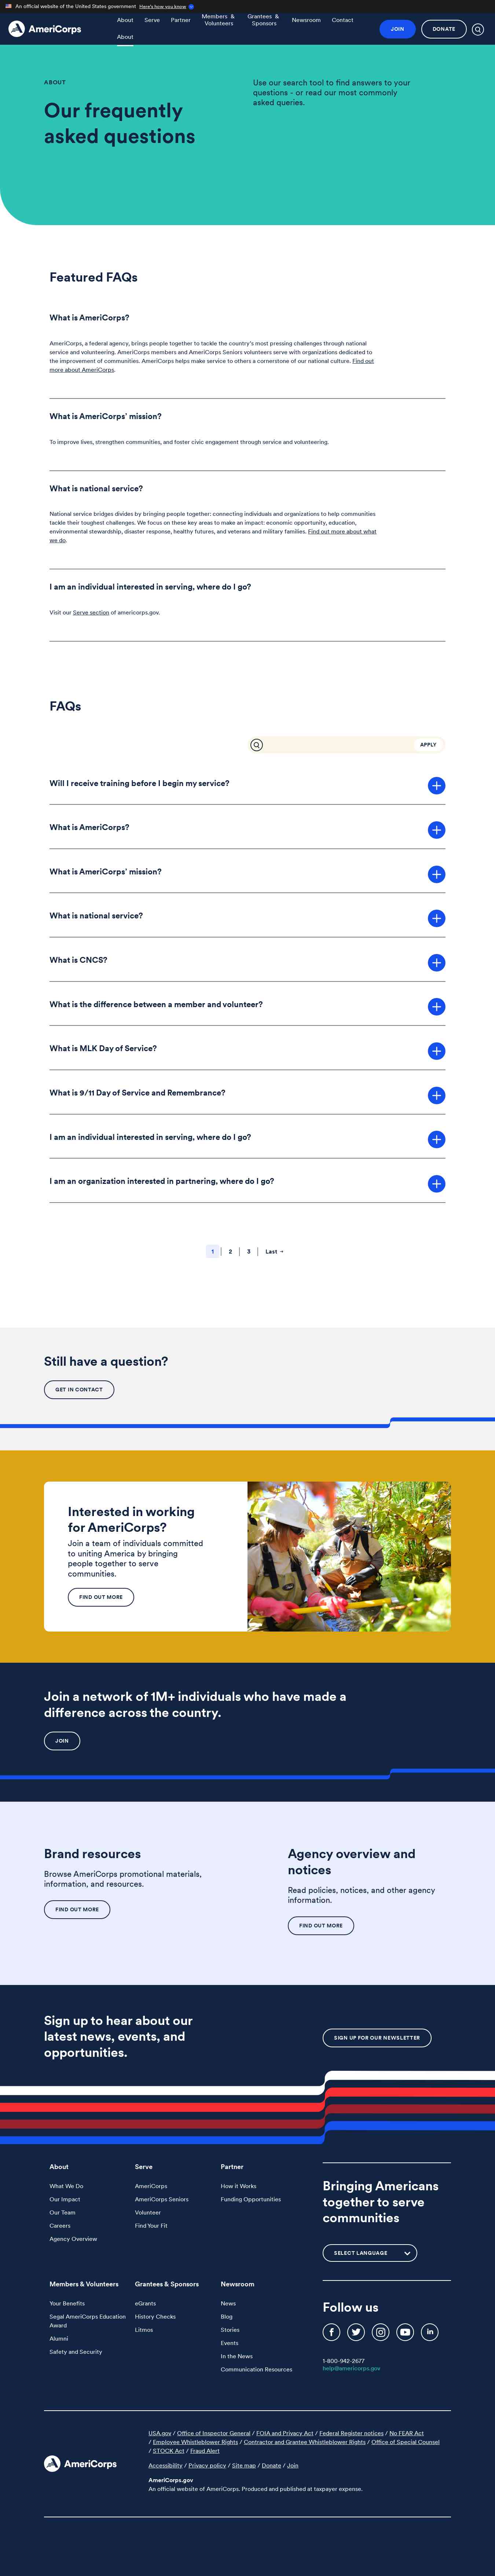 An official website of the United States government Here's how you know
AmeriCorps
About Serve Partner Members & Volunteers Grantees & Sponsors Newsroom Contact
JOIN
DONATE
About
ABOUT
Our frequently
asked questions
Use our search tool to find answers to your
questions - or read our most commonly
asked queries.
Featured FAQs
What is AmeriCorps?
AmeriCorps, a federal agency, brings people together to tackle the country's most pressing challenges through national
service and volunteering. AmeriCorps members and AmeriCorps Seniors volunteers serve with organizations dedicated to
the improvement of communities. AmeriCorps helps make service to others a cornerstone of our national culture. Find out
more about AmeriCorps.
What is AmeriCorps' mission?
To improve lives, strengthen communities, and foster civic engagement through service and volunteering.
What is national service?
National service bridges divides by bringing people together: connecting individuals and organizations to help communities
tackle their toughest challenges. We focus on these key areas to make an impact: economic opportunity, education,
environmental stewardship, disaster response, healthy futures, and veterans and military families. Find out more about what
we do.
I am an individual interested in serving, where do I go?
Visit our Serve section of americorps.gov.
FAQs
APPLY
Will I receive training before I begin my service?
What is AmeriCorps?
What is AmeriCorps' mission?
What is national service?
What is CNCS?
What is the difference between a member and volunteer?
What is MLK Day of Service?
What is 9/11 Day of Service and Remembrance?
I am an individual interested in serving, where do I go?
I am an organization interested in partnering, where do I go?
1 2 3 Last →
Still have a question?
GET IN CONTACT
Interested in working
for AmeriCorps?
Join a team of individuals committed
to uniting America by bringing
people together to serve
communities.
FIND OUT MORE
Join a network of 1M+ individuals who have made a
difference across the country.
JOIN
Brand resources
Browse AmeriCorps promotional materials,
information, and resources.
FIND OUT MORE
Agency overview and
notices
Read policies, notices, and other agency
information.
FIND OUT MORE
Sign up to hear about our
latest news, events, and
opportunities.
SIGN UP FOR OUR NEWSLETTER
About
What We Do
Our Impact
Our Team
Careers
Agency Overview
Serve
AmeriCorps
AmeriCorps Seniors
Volunteer
Find Your Fit
Partner
How it Works
Funding Opportunities
Members & Volunteers
Your Benefits
Segal AmeriCorps Education
Award
Alumni
Safety and Security
Grantees & Sponsors
eGrants
History Checks
Litmos
Newsroom
News
Blog
Stories
Events
In the News
Communication Resources
Bringing Americans
together to serve
communities
SELECT LANGUAGE
Follow us
1-800-942-2677
help@americorps.gov
AmeriCorps
USA.gov / Office of Inspector General / FOIA and Privacy Act / Federal Register notices / No FEAR Act
/ Employee Whistleblower Rights / Contractor and Grantee Whistleblower Rights / Office of Special Counsel
/ STOCK Act / Fraud Alert
Accessibility / Privacy policy / Site map / Donate / Join
AmeriCorps.gov
An official website of AmeriCorps. Produced and published at taxpayer expense.